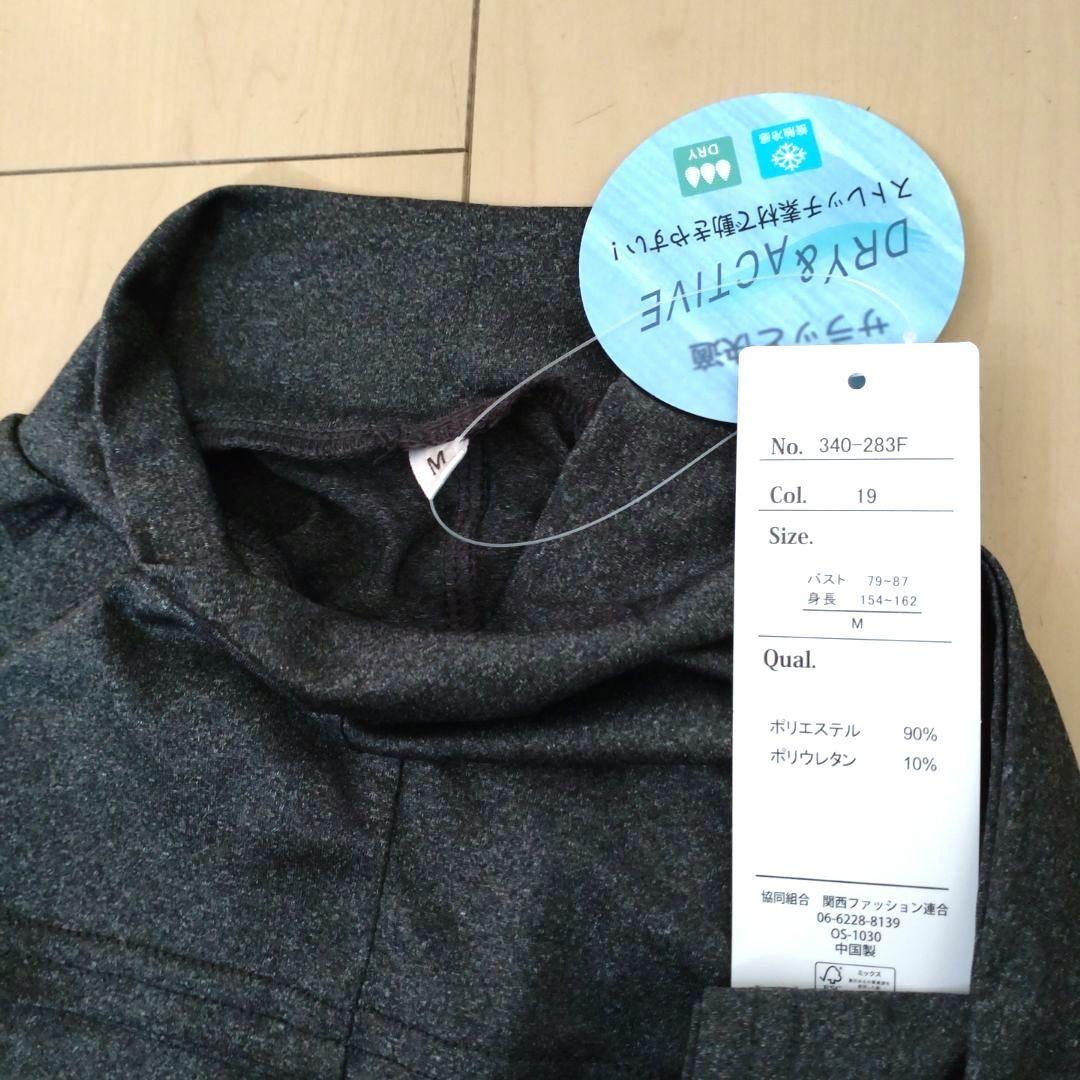 サラッと快適
DRY&ACTIVE
ストレッチ素材で動きやすい!
接触冷感
DRY
M
No. 340-283F
Col. 19
Size.
バスト 79~87
身長 154~162
M
Qual.
ポリエステル 90%
ポリウレタン 10%
協同組合 関西ファッション連合
06-6228-8139
OS-1030
中国製
ミックス